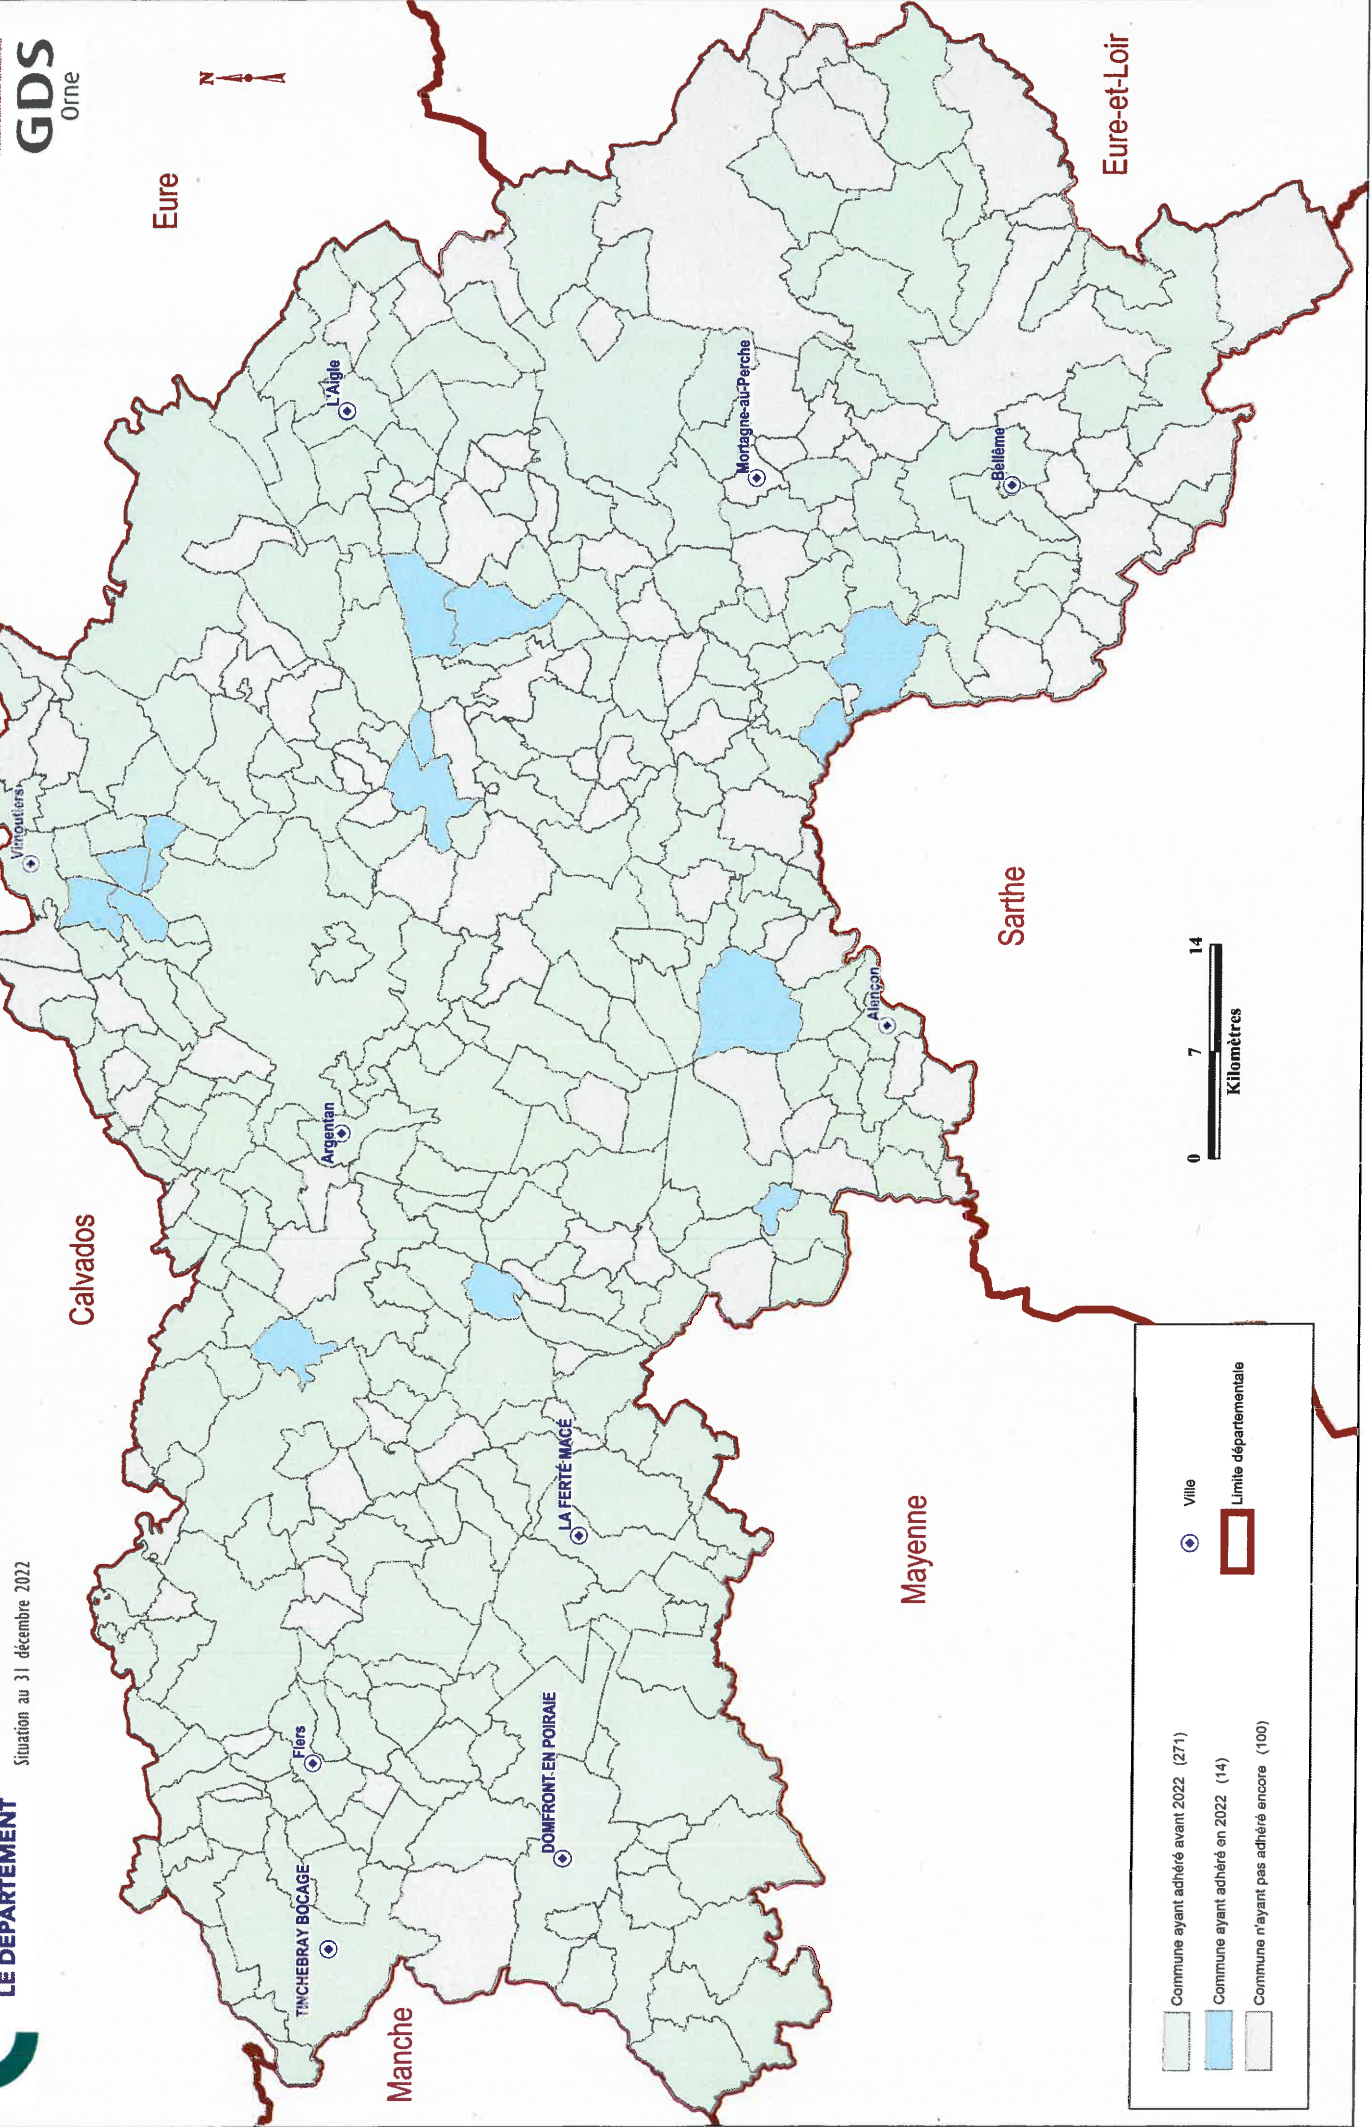 LE DÉPARTEMENT
Situation au 31 décembre 2022
GDS
Orne
N
Calvados
Eure
Manche
Mayenne
Sarthe
Eure-et-Loir
Vimoutiers
L'Aigle
Argentan
Flers
TINCHEBRAY BOCAGE
DOMFRONT EN POIRAIE
LA FERTÉ MACÉ
Mortagne-au-Perche
Alençon
Bellême
Commune ayant adhéré avant 2022 (271)
Commune ayant adhéré en 2022 (14)
Commune n'ayant pas adhéré encore (100)
Ville
Limite départementale
0 7 14
Kilomètres